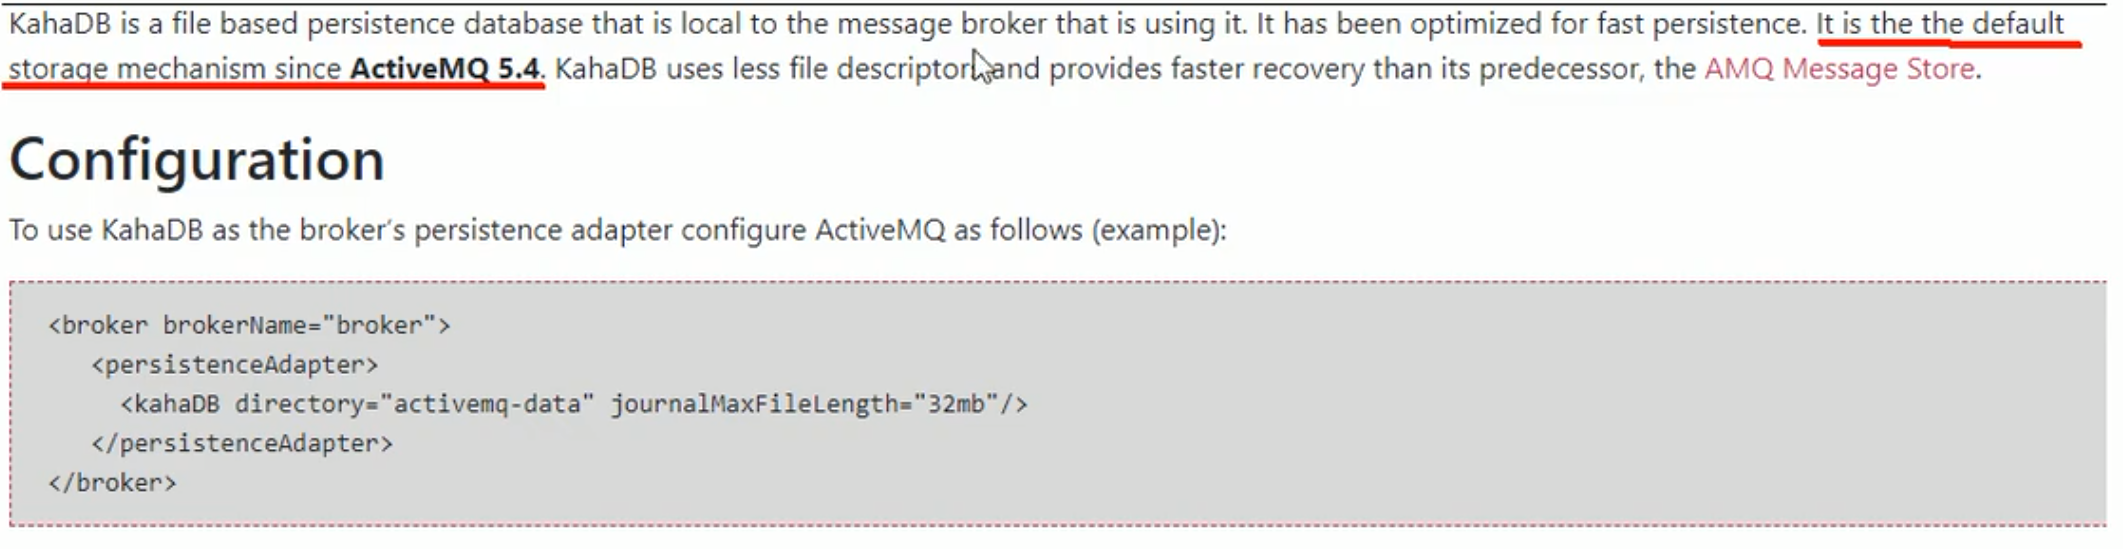 KahaDB is a file based persistence database that is local to the message broker that is using it. It has been optimized for fast persistence. It is the the default
storage mechanism since ActiveMQ 5.4. KahaDB uses less file descriptors and provides faster recovery than its predecessor, the AMQ Message Store.
Configuration
To use KahaDB as the broker's persistence adapter configure ActiveMQ as follows (example):
<broker brokerName="broker">
<persistenceAdapter>
<kahaDB directory="activemq-data" journalMaxFileLength="32mb"/>
</persistenceAdapter>
</broker>